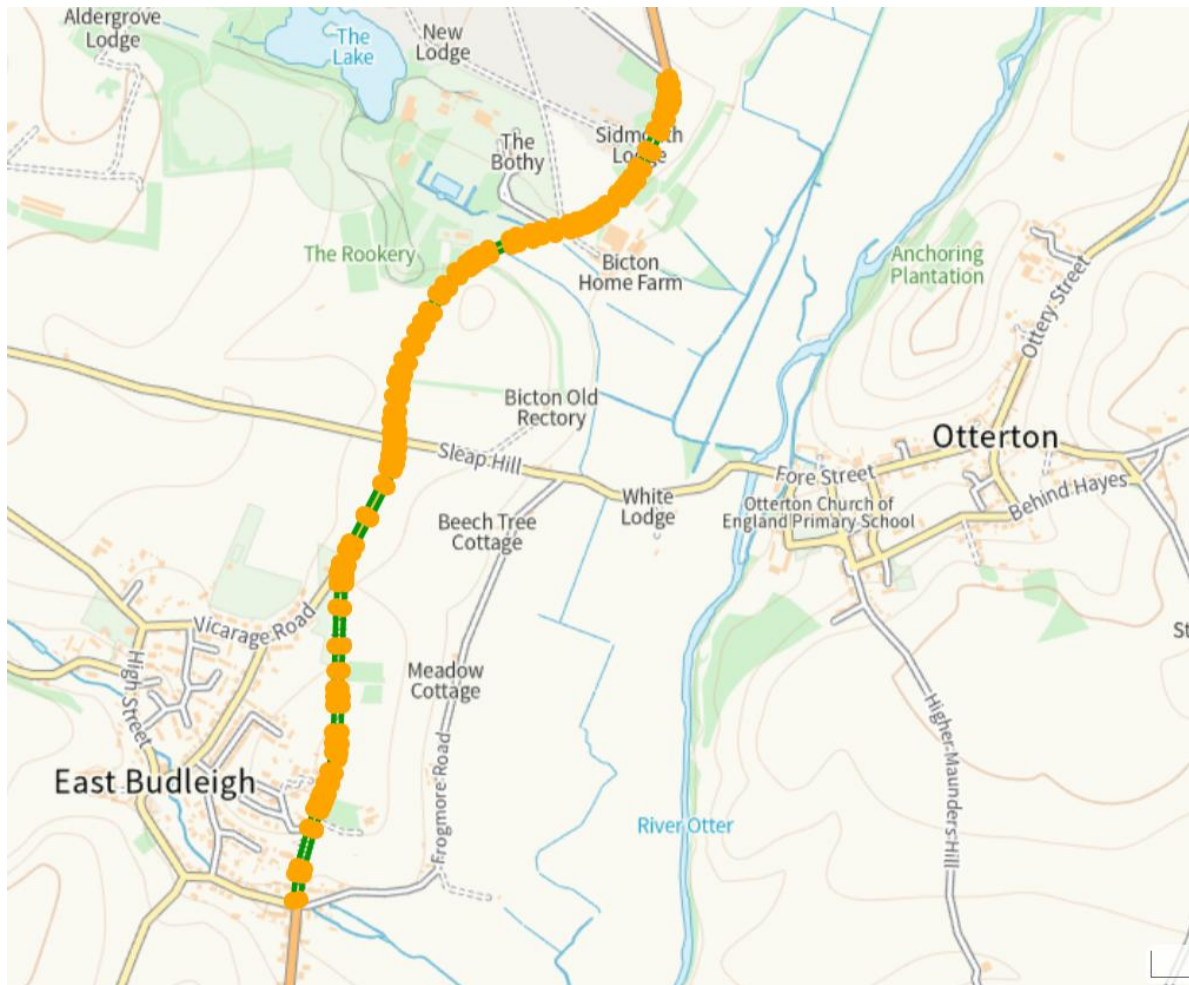 Aldergrove
Lodge
The
Lake
New
Lodge
The
Bothy
Sidmouth
Lodge
The Rookery
Bicton
Home Farm
Anchoring
Plantation
Ottery Street
Bicton Old
Rectory
Otterton
Sleap Hill
Fore Street
Behind Hayes
White
Lodge
Otterton Church of
England Primary School
Beech Tree
Cottage
Vicarage Road
High Street
Meadow
Cottage
St
Higher Maunders Hill
East Budleigh
Frogmore Road
River Otter